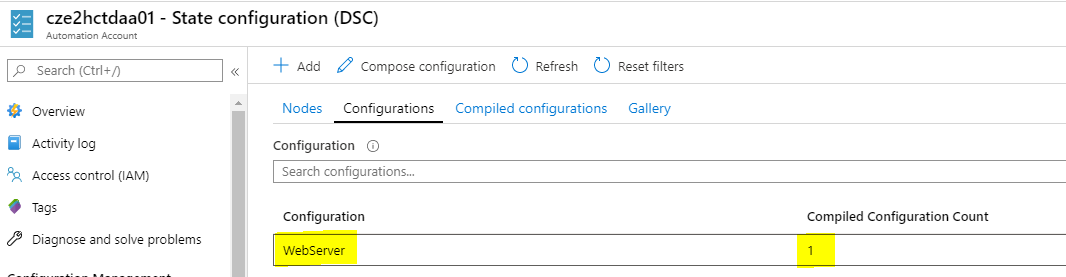 cze2hctdaa01 - State configuration (DSC)
Automation Account
Search (Ctrl+/)
«
Overview
Activity log
Access control (IAM)
Tags
Diagnose and solve problems
Configuration Management
+ Add
Compose configuration
Refresh
Reset filters
Nodes
Configurations
Compiled configurations
Gallery
Configuration
Search configurations...
Configuration Compiled Configuration Count
WebServer 1